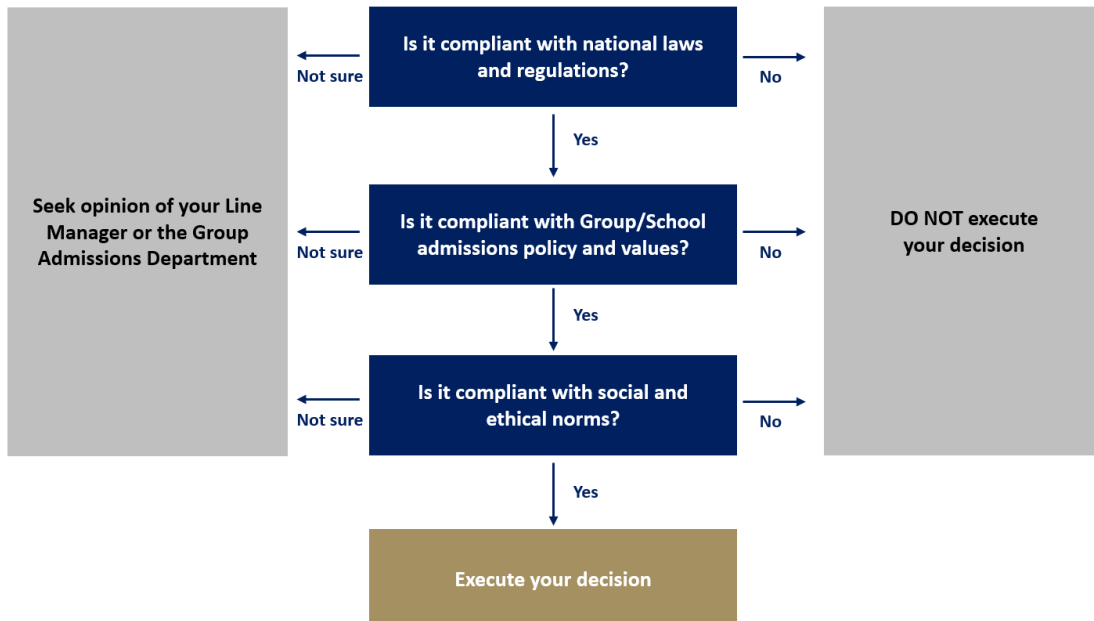 Is it compliant with national laws
and regulations?
Not sure
No
Yes
Seek opinion of your Line
Manager or the Group
Admissions Department
Is it compliant with Group/School
admissions policy and values?
DO NOT execute
your decision
Not sure
No
Yes
Is it compliant with social and
ethical norms?
Not sure
No
Yes
Execute your decision